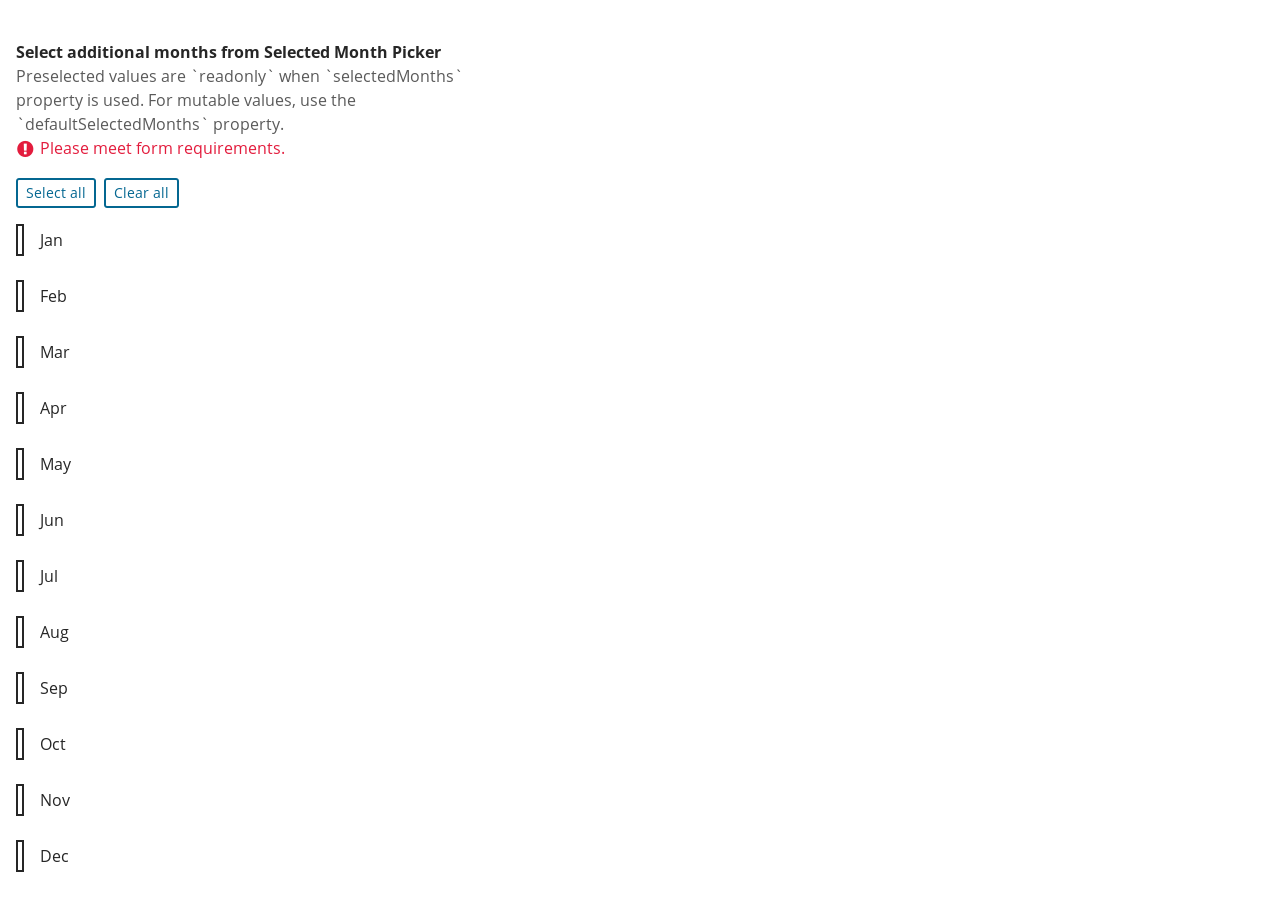 Select additional months from Selected Month Picker
Preselected values are `readonly` when `selectedMonths`
property is used. For mutable values, use the
`defaultSelectedMonths` property.
Please meet form requirements.
Select all
Clear all
Jan
Feb
Mar
Apr
May
Jun
Jul
Aug
Sep
Oct
Nov
Dec